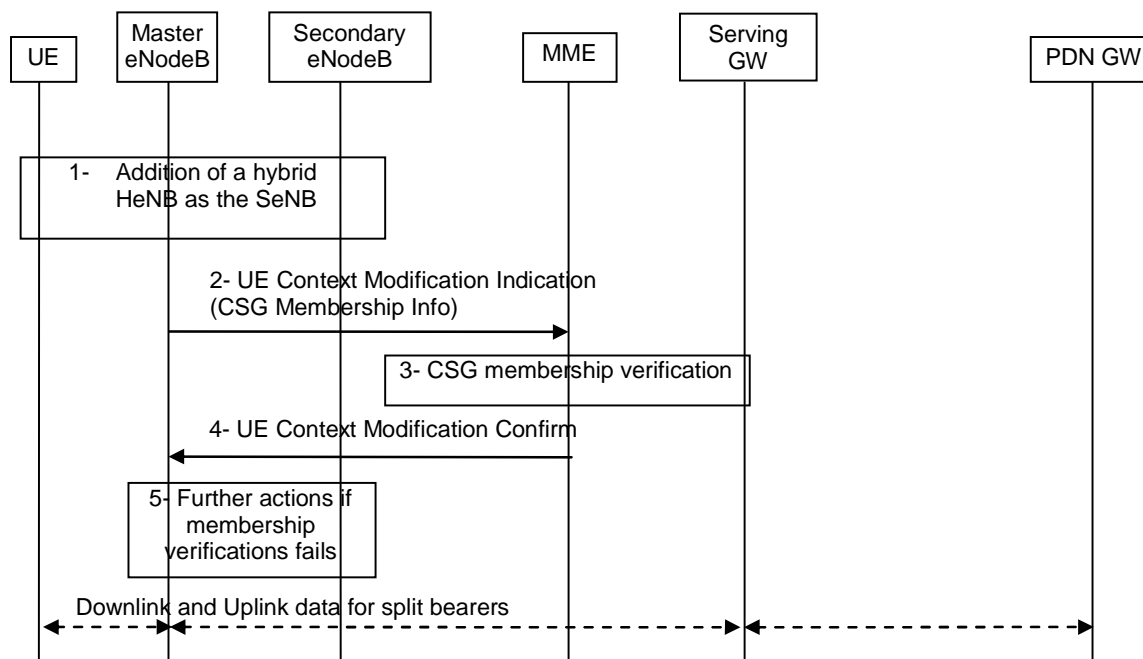 UE
Master
eNodeB
Secondary
eNodeB
MME
Serving
GW
PDN GW
1- Addition of a hybrid
HeNB as the SeNB
2- UE Context Modification Indication
(CSG Membership Info)
3- CSG membership verification
4- UE Context Modification Confirm
5- Further actions if
membership
verifications fails
Downlink and Uplink data for split bearers